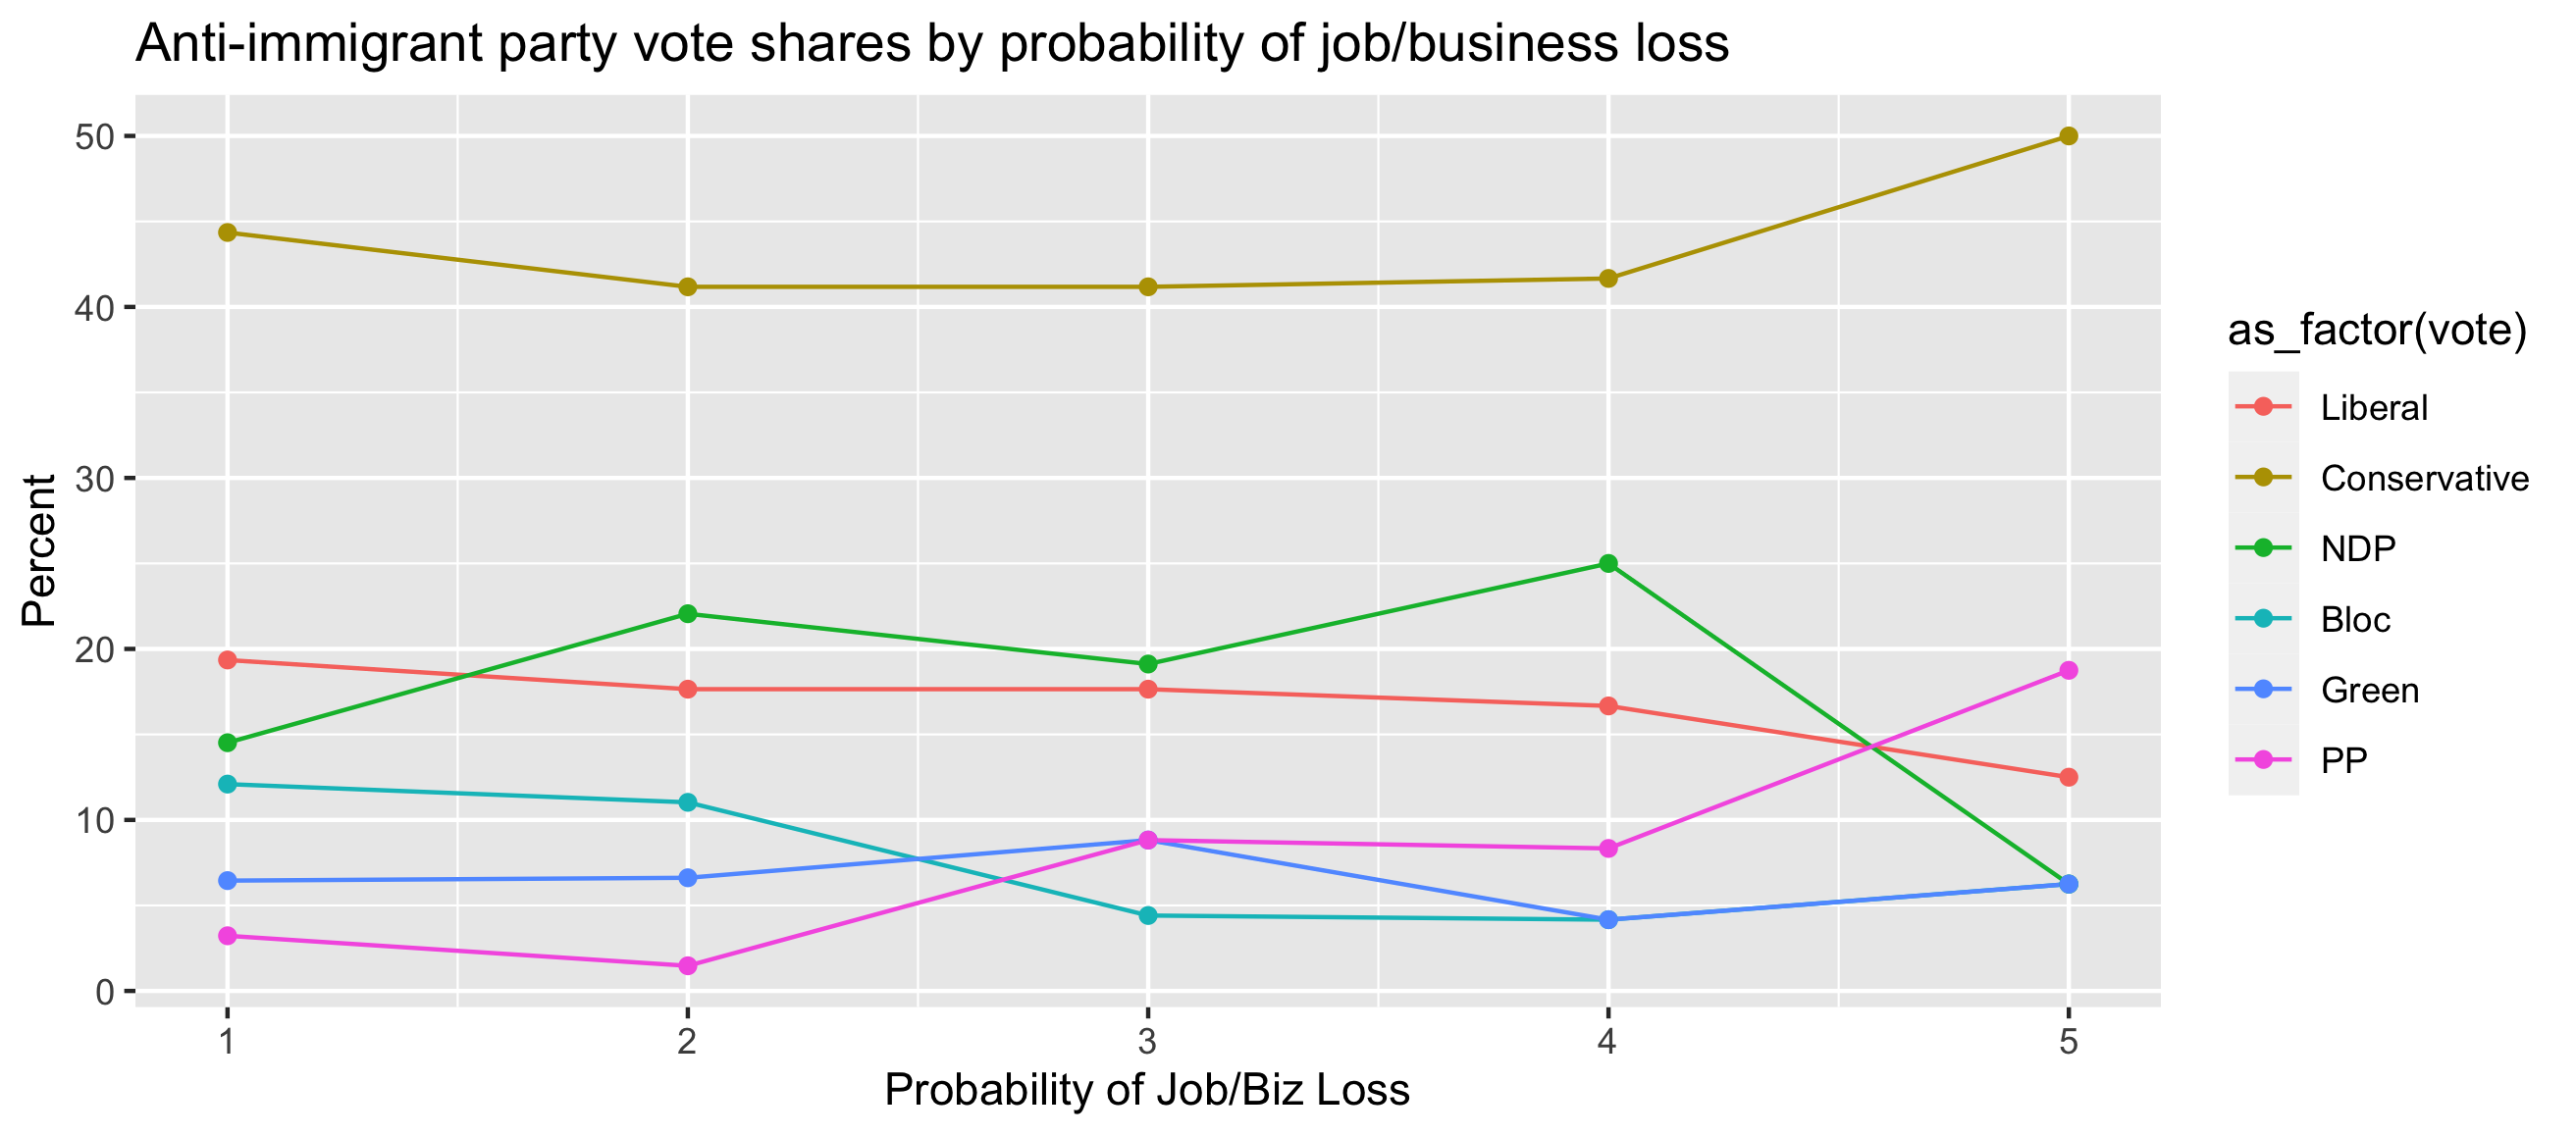 Anti-immigrant party vote shares by probability of job/business loss
Percent
50
40
30
20
10
0
1 2 3 4 5
Probability of Job/Biz Loss
as_factor(vote)
Liberal
Conservative
NDP
Bloc
Green
PP